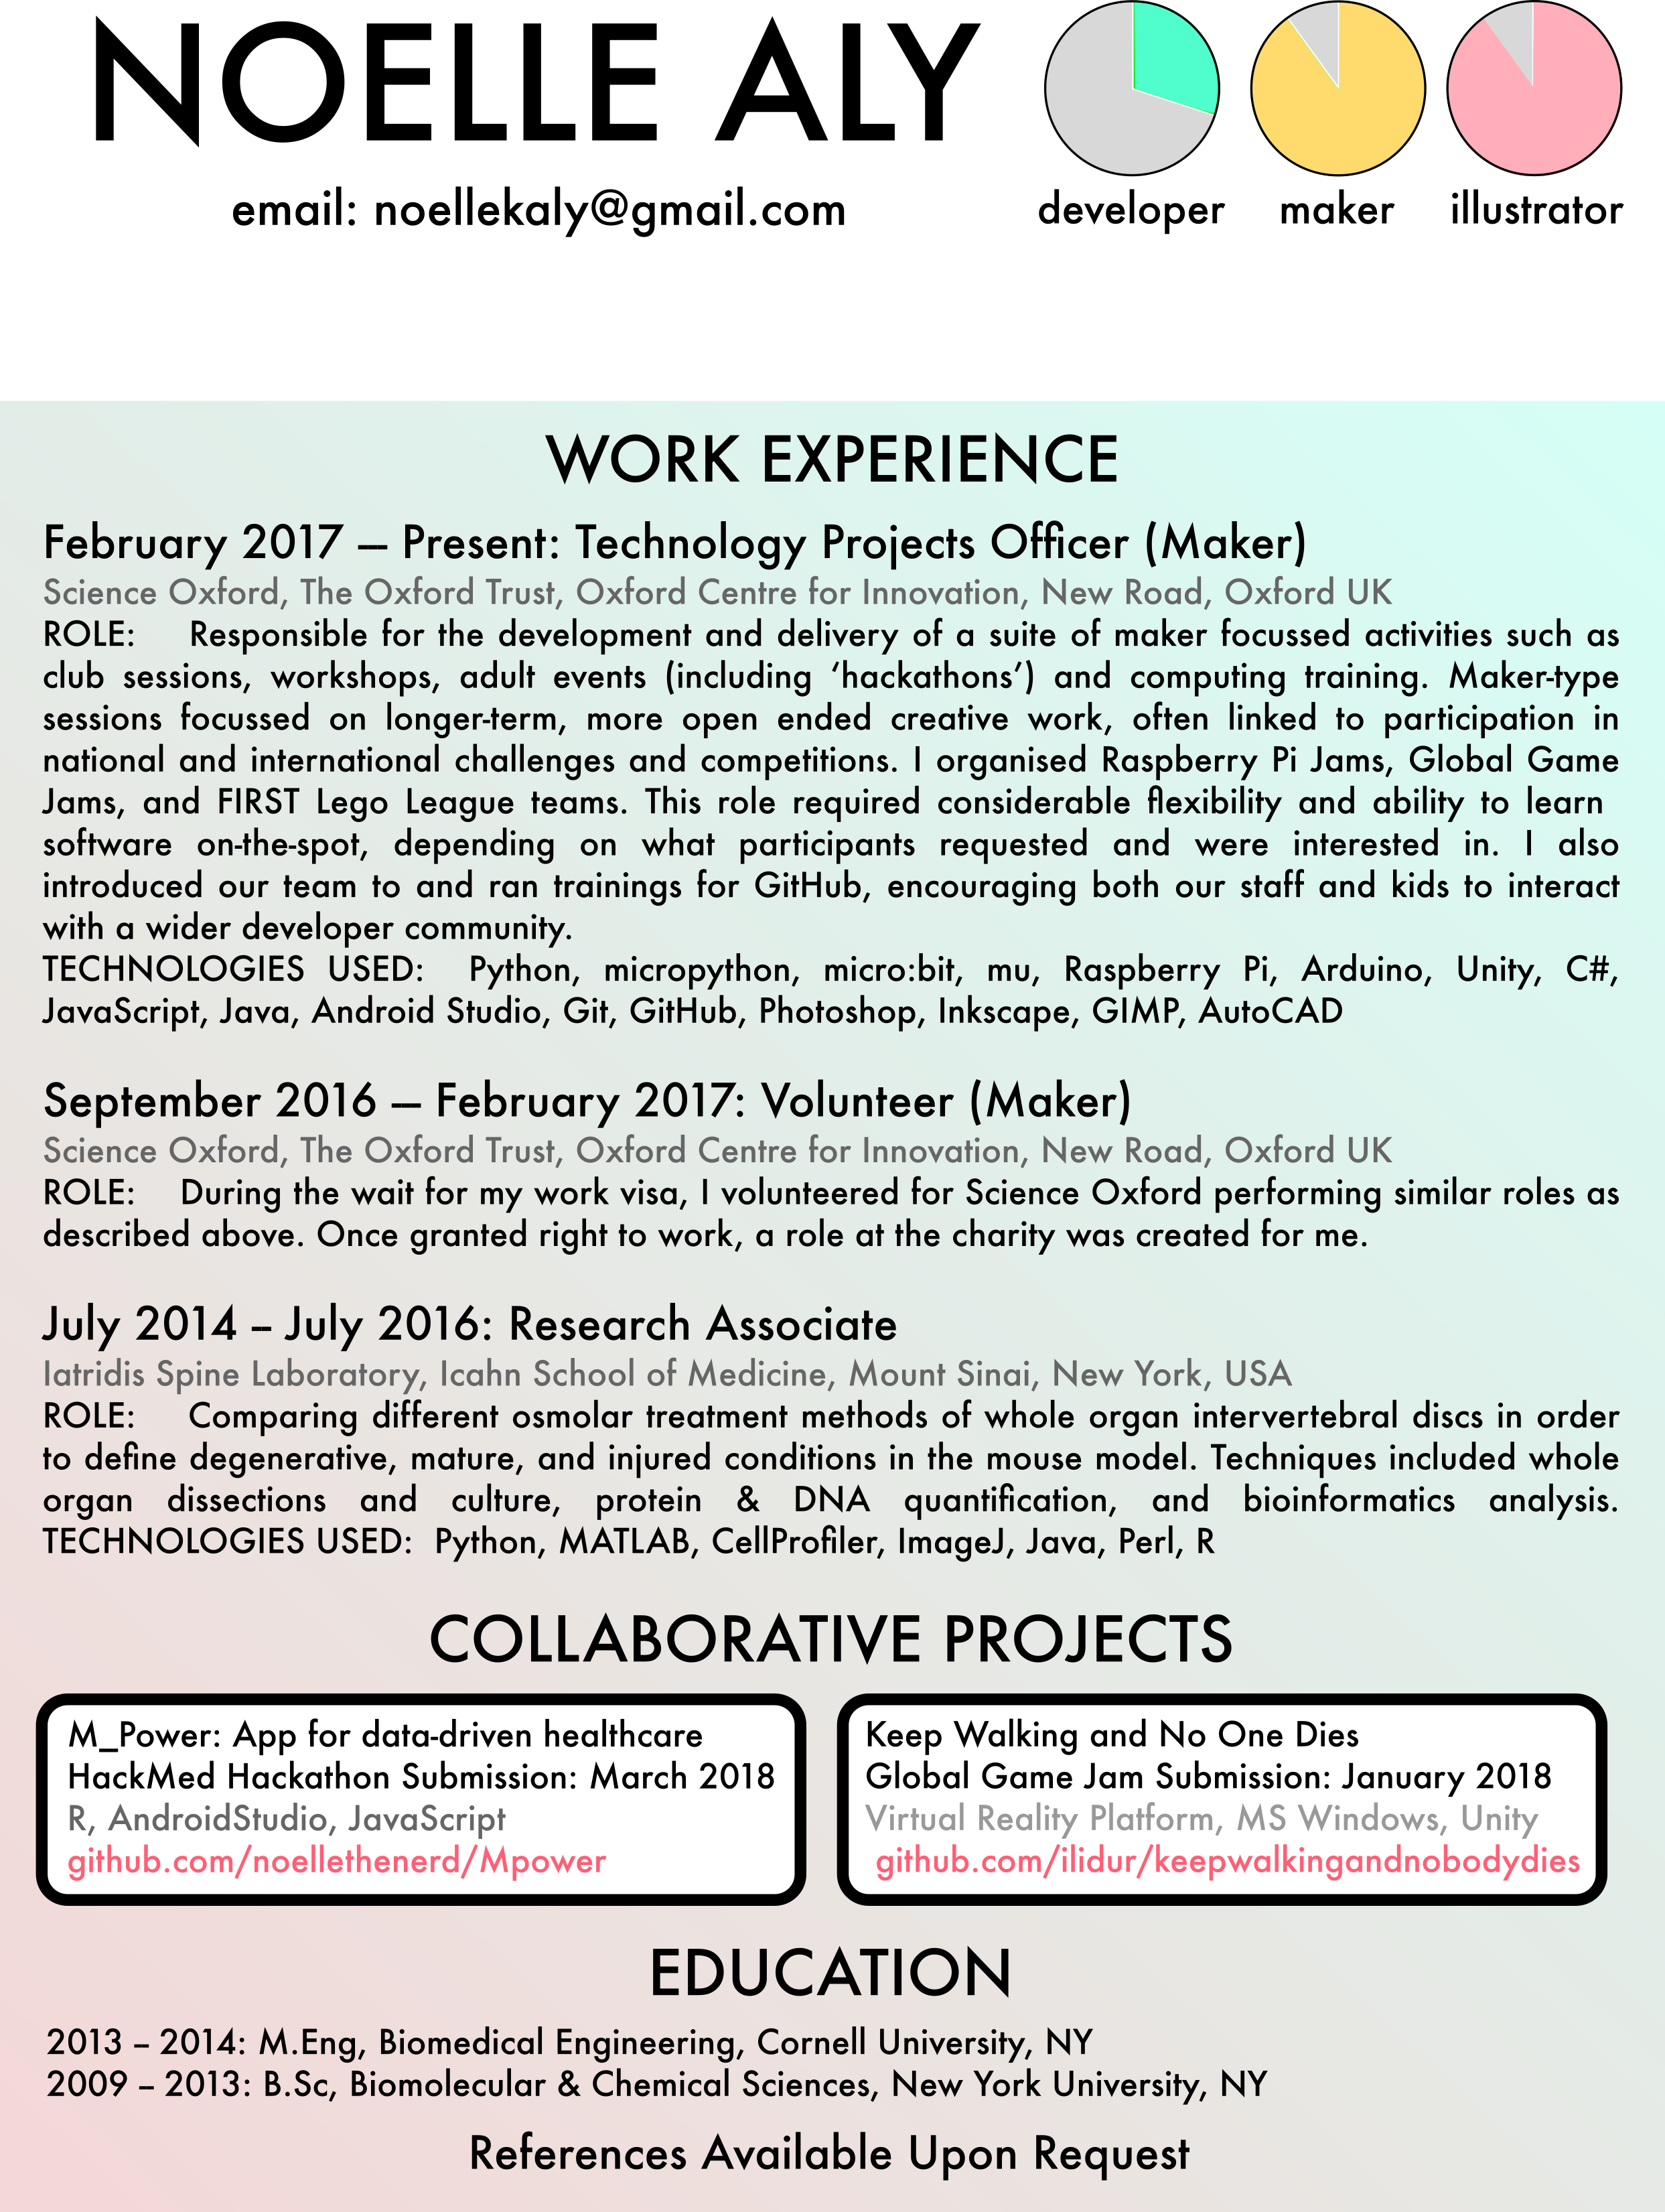 NOELLE ALY
email: noellekaly@gmail.com
developer maker illustrator
WORK EXPERIENCE
February 2017 — Present: Technology Projects Officer (Maker)
Science Oxford, The Oxford Trust, Oxford Centre for Innovation, New Road, Oxford UK
ROLE: Responsible for the development and delivery of a suite of maker focussed activities such as
club sessions, workshops, adult events (including ‘hackathons’) and computing training. Maker-type
sessions focussed on longer-term, more open ended creative work, often linked to participation in
national and international challenges and competitions. I organised Raspberry Pi Jams, Global Game
Jams, and FIRST Lego League teams. This role required considerable flexibility and ability to learn
software on-the-spot, depending on what participants requested and were interested in. I also
introduced our team to and ran trainings for GitHub, encouraging both our staff and kids to interact
with a wider developer community.
TECHNOLOGIES USED: Python, micropython, micro:bit, mu, Raspberry Pi, Arduino, Unity, C#,
JavaScript, Java, Android Studio, Git, GitHub, Photoshop, Inkscape, GIMP, AutoCAD
September 2016 — February 2017: Volunteer (Maker)
Science Oxford, The Oxford Trust, Oxford Centre for Innovation, New Road, Oxford UK
ROLE: During the wait for my work visa, I volunteered for Science Oxford performing similar roles as
described above. Once granted right to work, a role at the charity was created for me.
July 2014 – July 2016: Research Associate
Iatridis Spine Laboratory, Icahn School of Medicine, Mount Sinai, New York, USA
ROLE: Comparing different osmolar treatment methods of whole organ intervertebral discs in order
to define degenerative, mature, and injured conditions in the mouse model. Techniques included whole
organ dissections and culture, protein & DNA quantification, and bioinformatics analysis.
TECHNOLOGIES USED: Python, MATLAB, CellProfiler, ImageJ, Java, Perl, R
COLLABORATIVE PROJECTS
M_Power: App for data-driven healthcare
HackMed Hackathon Submission: March 2018
R, AndroidStudio, JavaScript
github.com/noellethenerd/Mpower
Keep Walking and No One Dies
Global Game Jam Submission: January 2018
Virtual Reality Platform, MS Windows, Unity
github.com/ilidur/keepwalkingandnobodydies
EDUCATION
2013 – 2014: M.Eng, Biomedical Engineering, Cornell University, NY
2009 – 2013: B.Sc, Biomolecular & Chemical Sciences, New York University, NY
References Available Upon Request